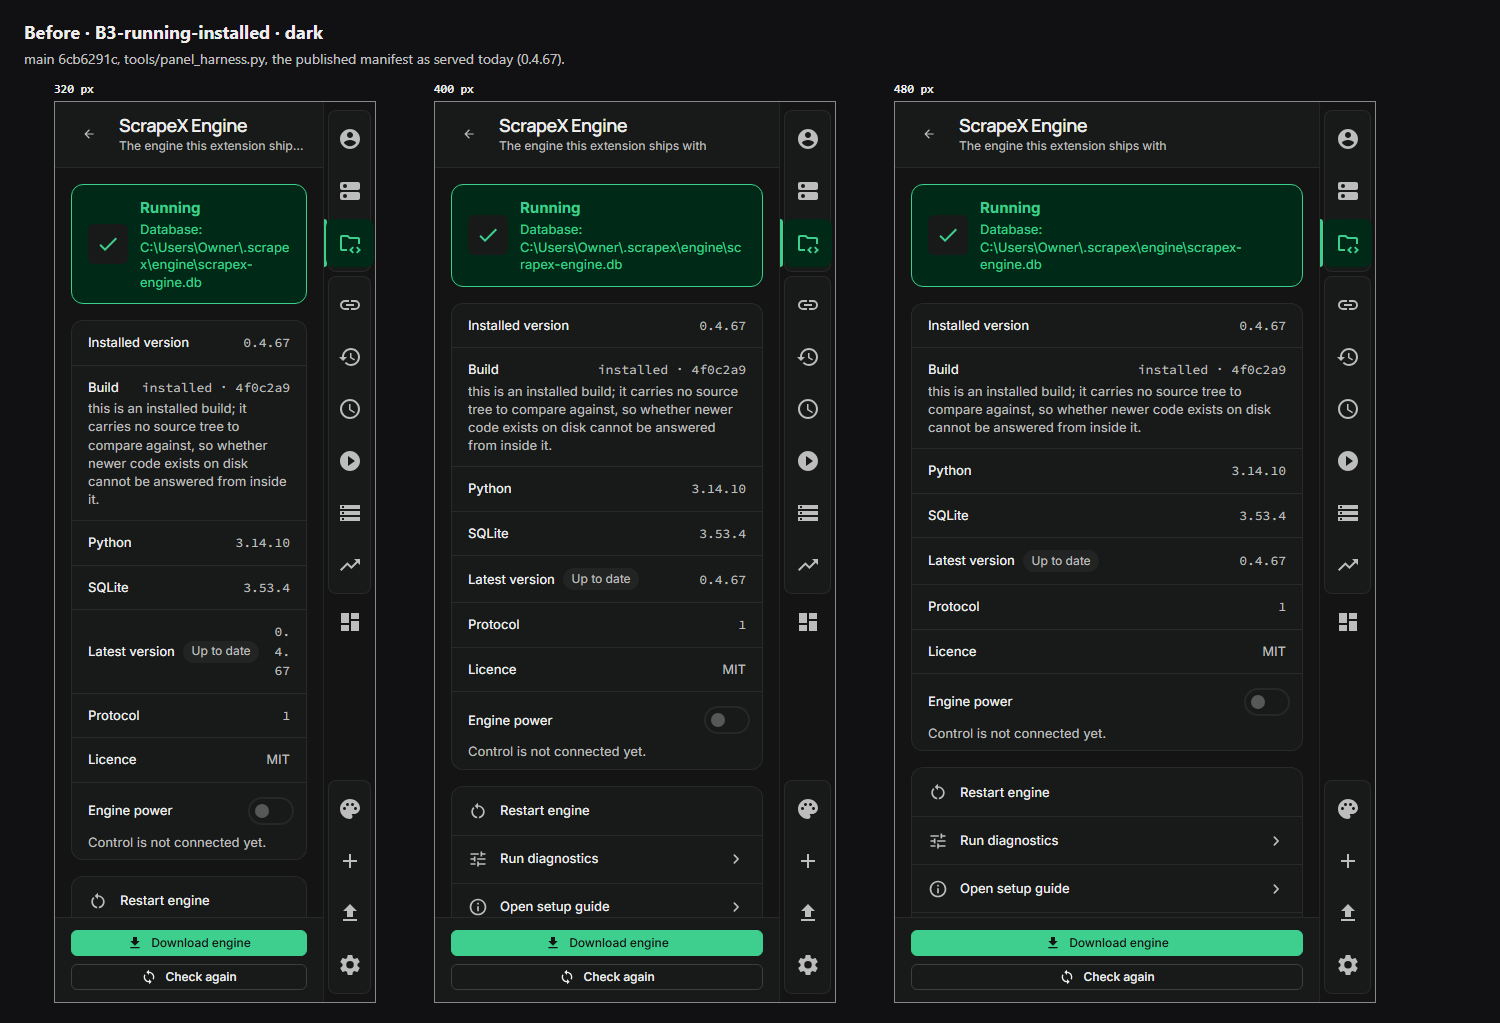 Before · B3-running-installed · dark
main 6cb6291c, tools/panel_harness.py, the published manifest as served today (0.4.67).
320 px
ScrapeX Engine
The engine this extension ship...
Running
Database:
C:\Users\Owner\.scrape
x\engine\scrapex-
engine.db
Installed version 0.4.67
Build installed · 4f0c2a9
this is an installed build; it
carries no source tree to
compare against, so whether
newer code exists on disk
cannot be answered from inside
it.
Python 3.14.10
SQLite 3.53.4
Latest version Up to date 0.
4.
67
Protocol 1
Licence MIT
Engine power
Control is not connected yet.
Restart engine
Download engine
Check again
400 px
ScrapeX Engine
The engine this extension ships with
Running
Database:
C:\Users\Owner\.scrapex\engine\sc
rapex-engine.db
Installed version 0.4.67
Build installed · 4f0c2a9
this is an installed build; it carries no source
tree to compare against, so whether newer
code exists on disk cannot be answered
from inside it.
Python 3.14.10
SQLite 3.53.4
Latest version Up to date 0.4.67
Protocol 1
Licence MIT
Engine power
Control is not connected yet.
Restart engine
Run diagnostics
Open setup guide
Download engine
Check again
480 px
ScrapeX Engine
The engine this extension ships with
Running
Database:
C:\Users\Owner\.scrapex\engine\scrapex-
engine.db
Installed version 0.4.67
Build installed · 4f0c2a9
this is an installed build; it carries no source tree to
compare against, so whether newer code exists on disk
cannot be answered from inside it.
Python 3.14.10
SQLite 3.53.4
Latest version Up to date 0.4.67
Protocol 1
Licence MIT
Engine power
Control is not connected yet.
Restart engine
Run diagnostics
Open setup guide
Download engine
Check again